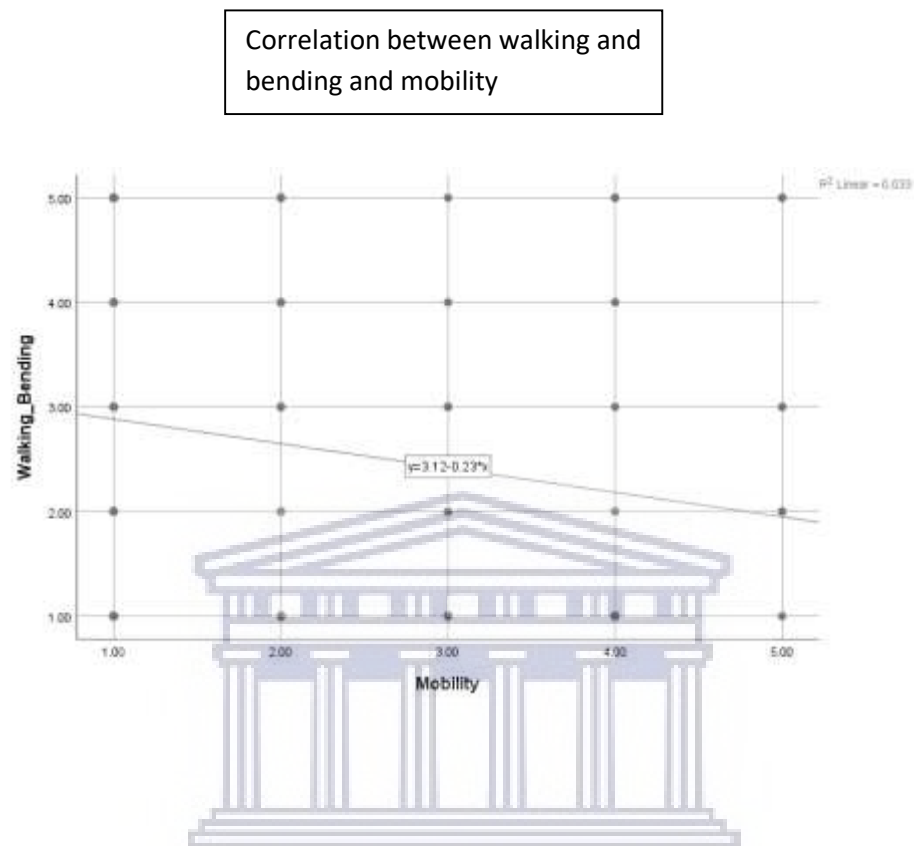 Correlation between walking and
bending and mobility
R² Linear = 0.033
5.00
4.00
3.00
2.00
1.00
Walking_Bending
y=3.12-0.23*x
1.00 2.00 3.00 4.00 5.00
Mobility